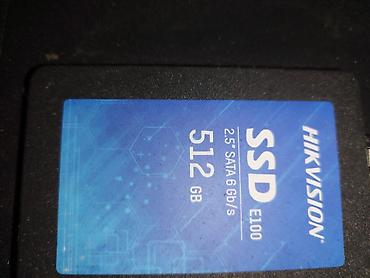 HIKVISION
SSD E100
2.5" SATA 6 Gb/s
512 GB